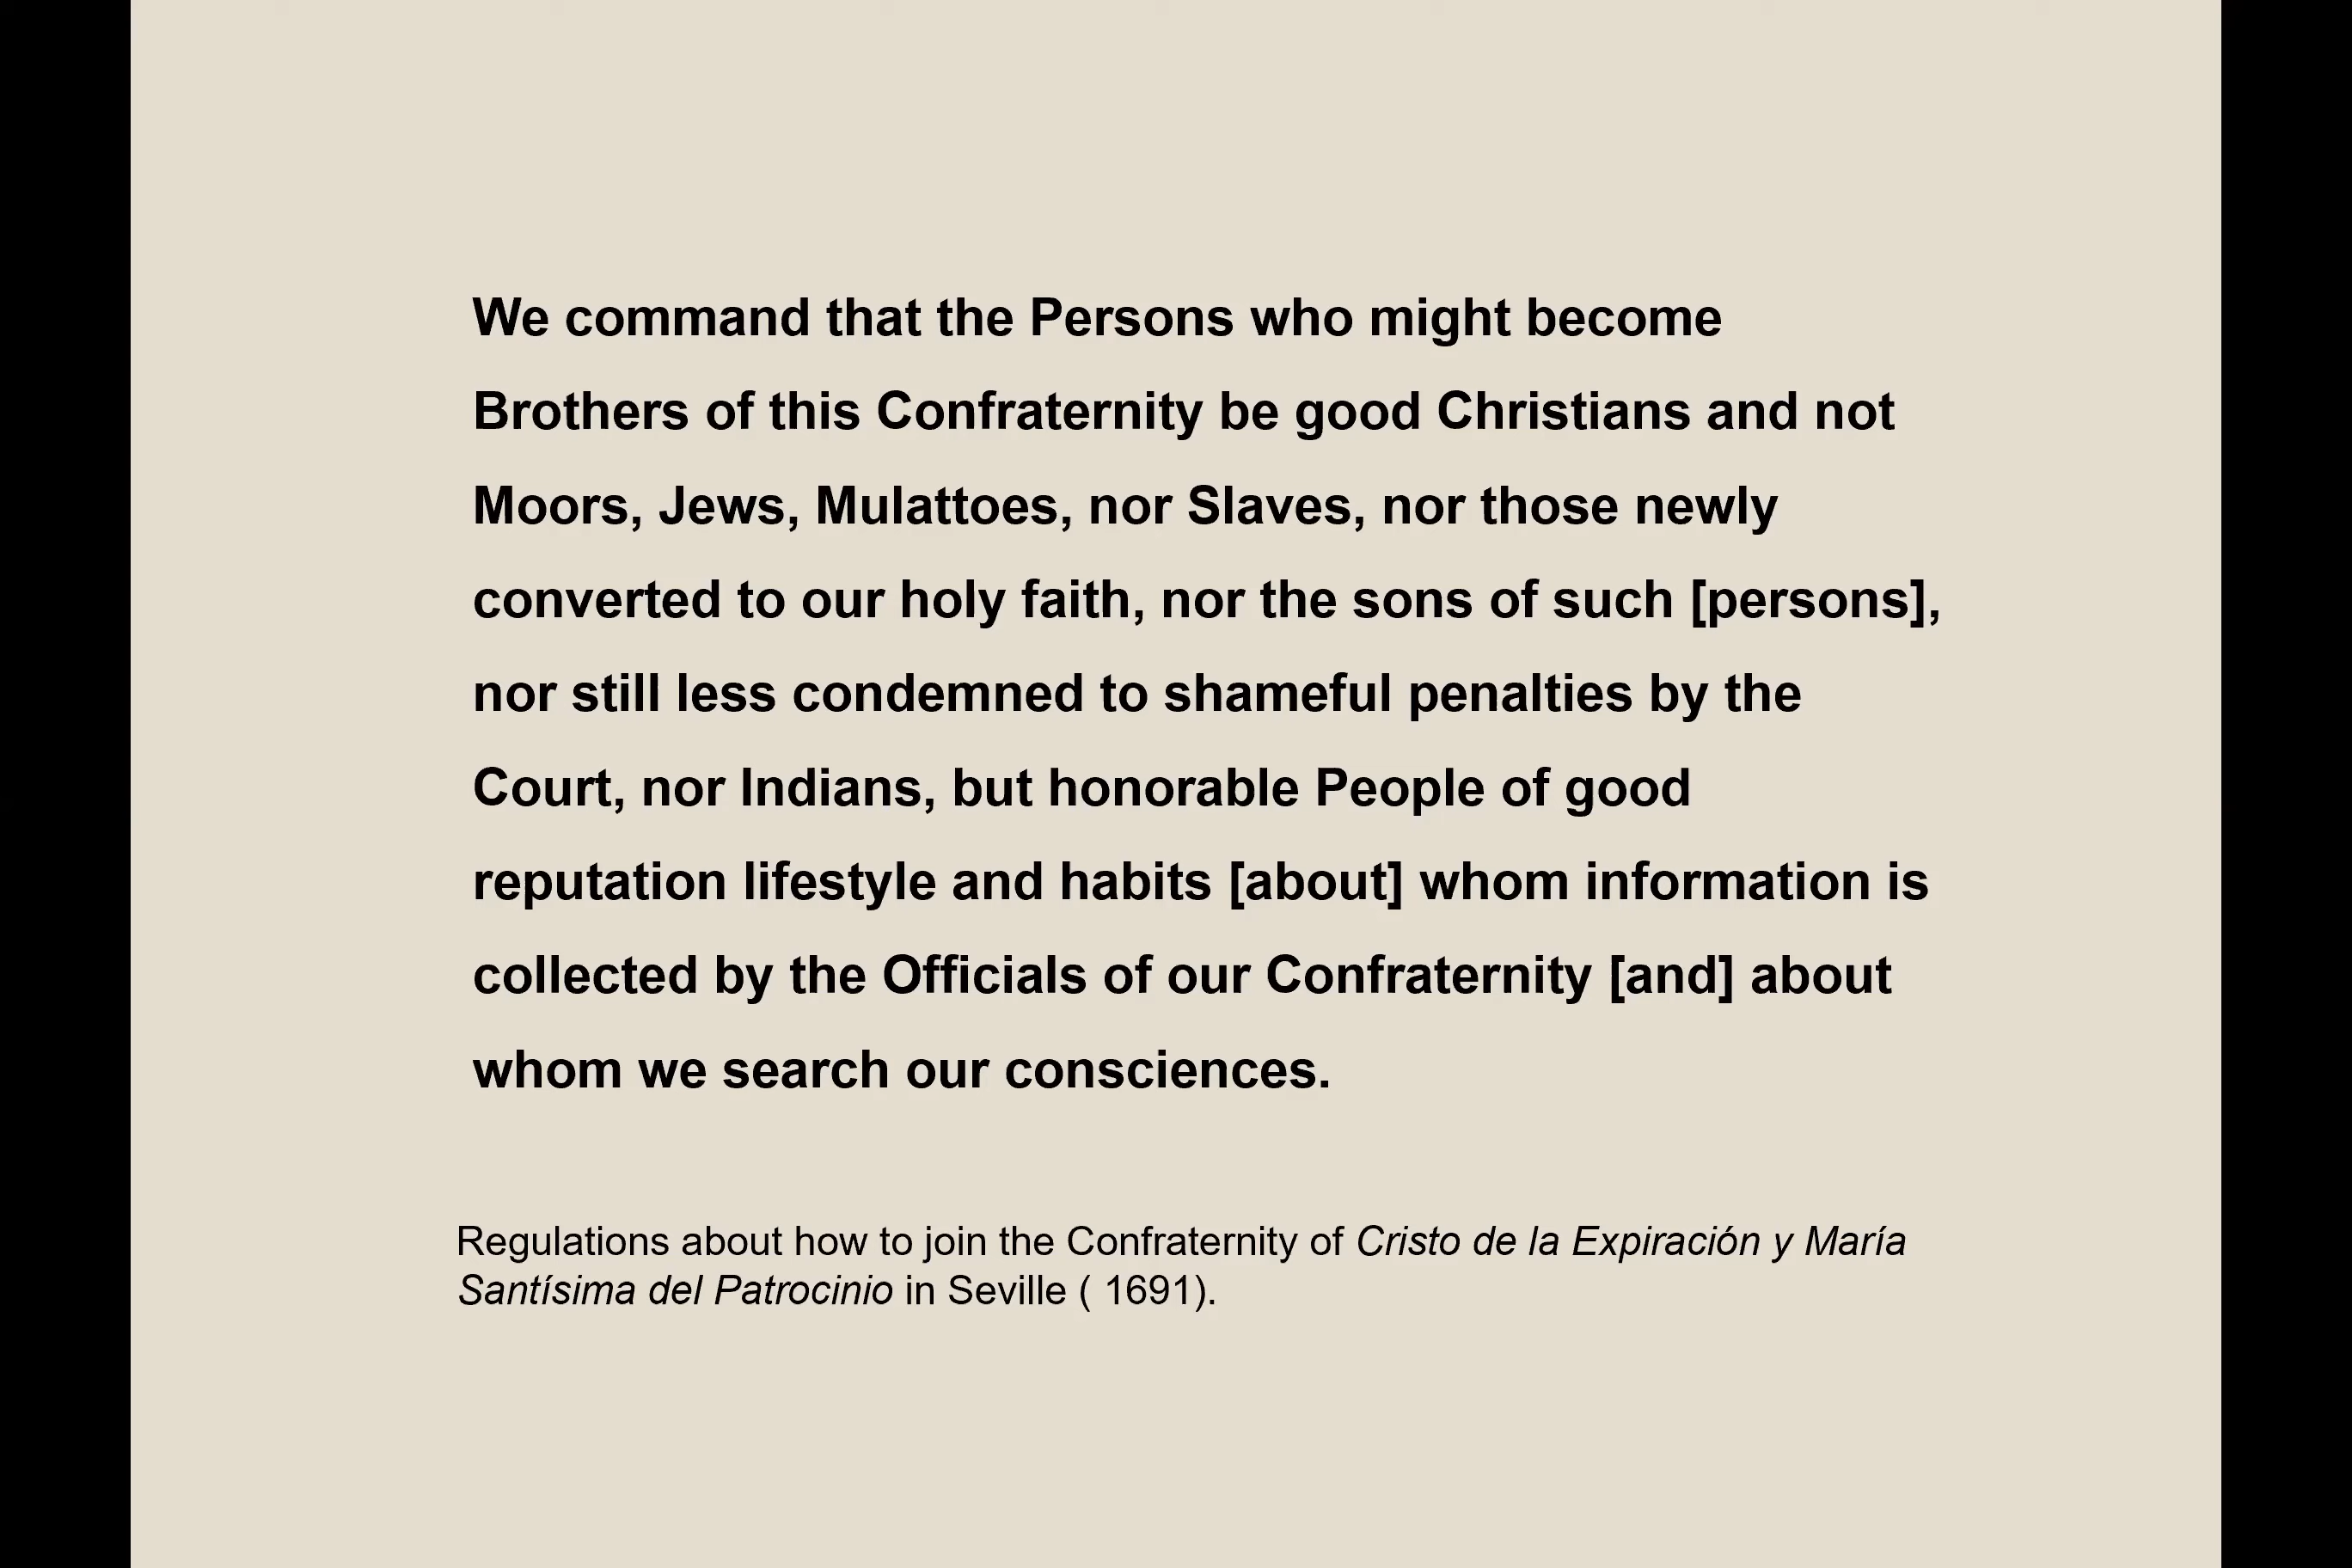 We command that the Persons who might become
Brothers of this Confraternity be good Christians and not
Moors, Jews, Mulattoes, nor Slaves, nor those newly
converted to our holy faith, nor the sons of such [persons],
nor still less condemned to shameful penalties by the
Court, nor Indians, but honorable People of good
reputation lifestyle and habits [about] whom information is
collected by the Officials of our Confraternity [and] about
whom we search our consciences.
Regulations about how to join the Confraternity of Cristo de la Expiración y María
Santísima del Patrocinio in Seville ( 1691).